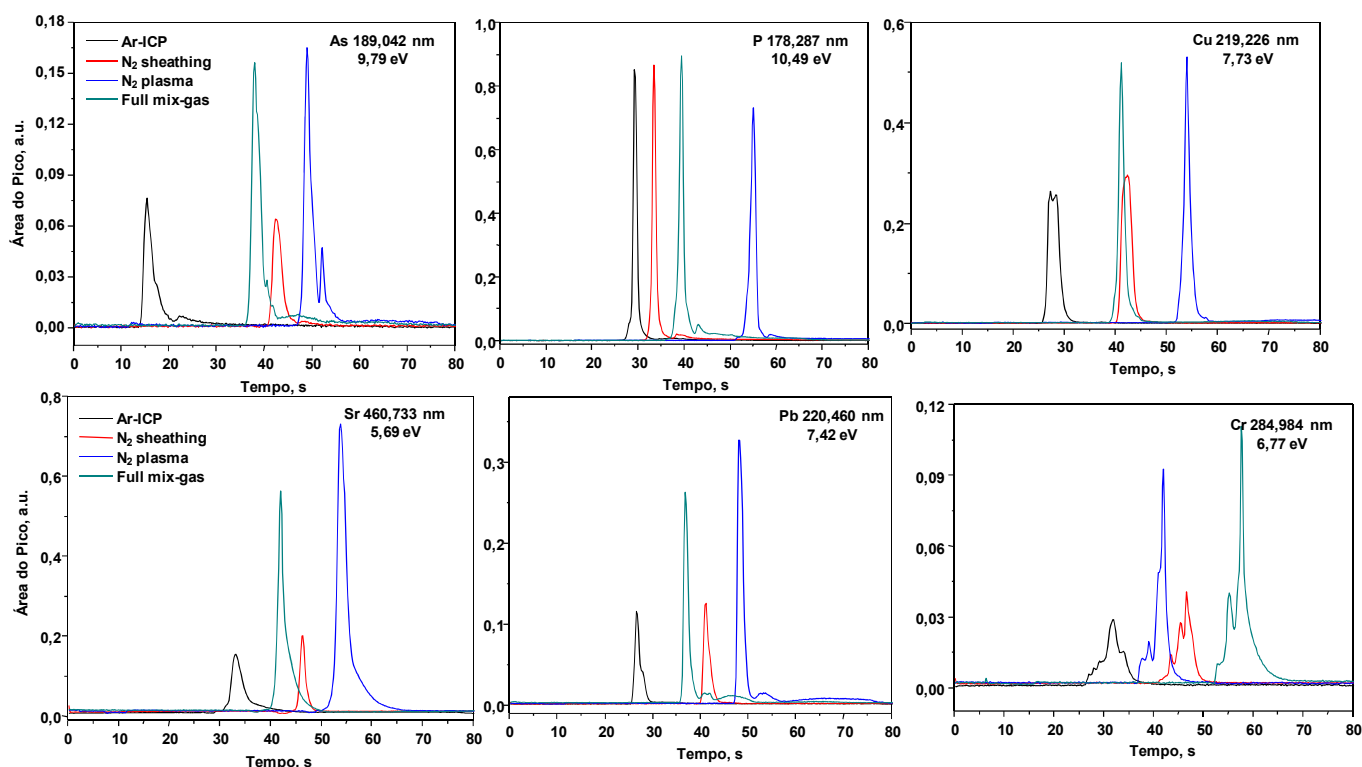 Ar-ICP
N₂ sheathing
N₂ plasma
Full mix-gas
As 189,042 nm
9,79 eV
Área do Pico, a.u.
0,18
0,15
0,12
0,09
0,06
0,03
0,00
0 10 20 30 40 50 60 70 80
Tempo, s
P 178,287 nm
10,49 eV
1,0
0,8
0,6
0,4
0,2
0,0
0 10 20 30 40 50 60 70 80
Tempo, s
Cu 219,226 nm
7,73 eV
0,6
0,4
0,2
0,0
0 10 20 30 40 50 60 70 80
Tempo, s
Ar-ICP
N₂ sheathing
N₂ plasma
Full mix-gas
Sr 460,733 nm
5,69 eV
Área do Pico, a.u.
0,8
0,6
0,4
0,2
0,0
0 10 20 30 40 50 60 70 80
Tempo, s
Pb 220,460 nm
7,42 eV
0,3
0,2
0,1
0,0
0 10 20 30 40 50 60 70 80
Tempo, s
Cr 284,984 nm
6,77 eV
0,12
0,09
0,06
0,03
0,00
0 10 20 30 40 50 60 70 80
Tempo, s